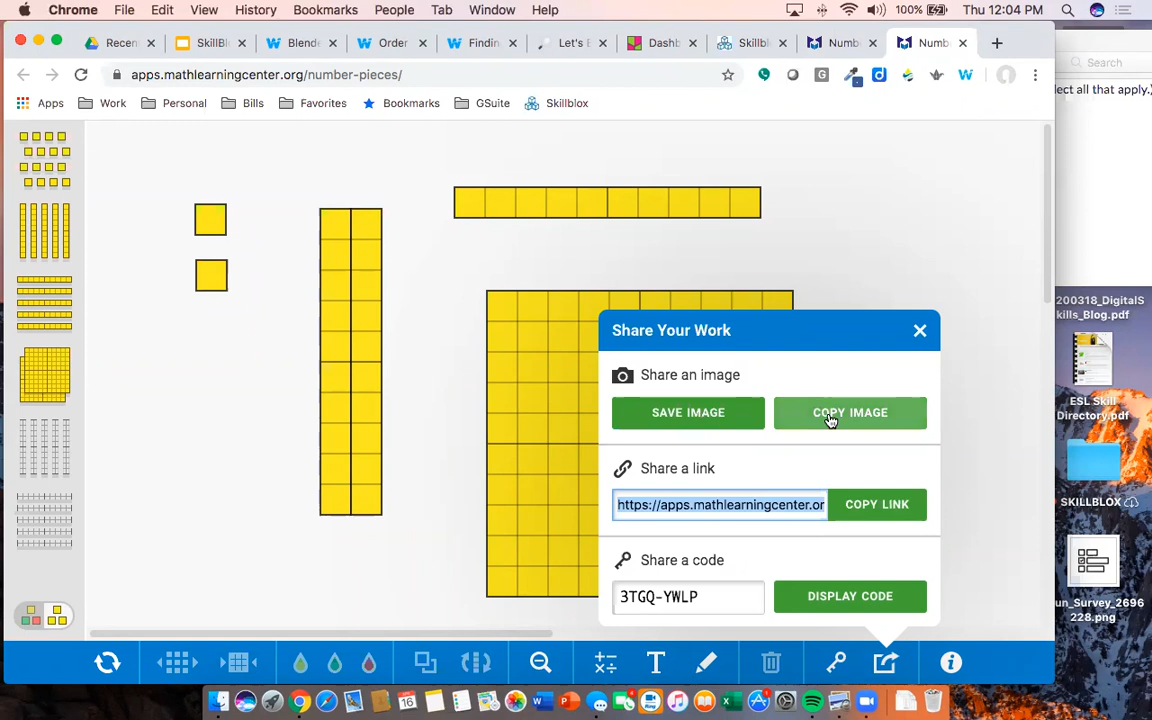 Chrome File Edit View History Bookmarks People Tab Window Help 100% Thu 12:04 PM
Recen SkillBl Blende Order Findin Let's E Dashb Skillbl Numb Numb
apps.mathlearningcenter.org/number-pieces/
Search
Apps Work Personal Bills Favorites Bookmarks GSuite Skillblox
lect all that apply.)
Share Your Work
Share an image
SAVE IMAGE COPY IMAGE
Share a link
https://apps.mathlearningcenter.or COPY LINK
Share a code
3TGQ-YWLP DISPLAY CODE
200318_DigitalS
kills_Blog.pdf
ESL Skill
Directory.pdf
SKILLBLOX
un_Survey_2696
228.png
T
16